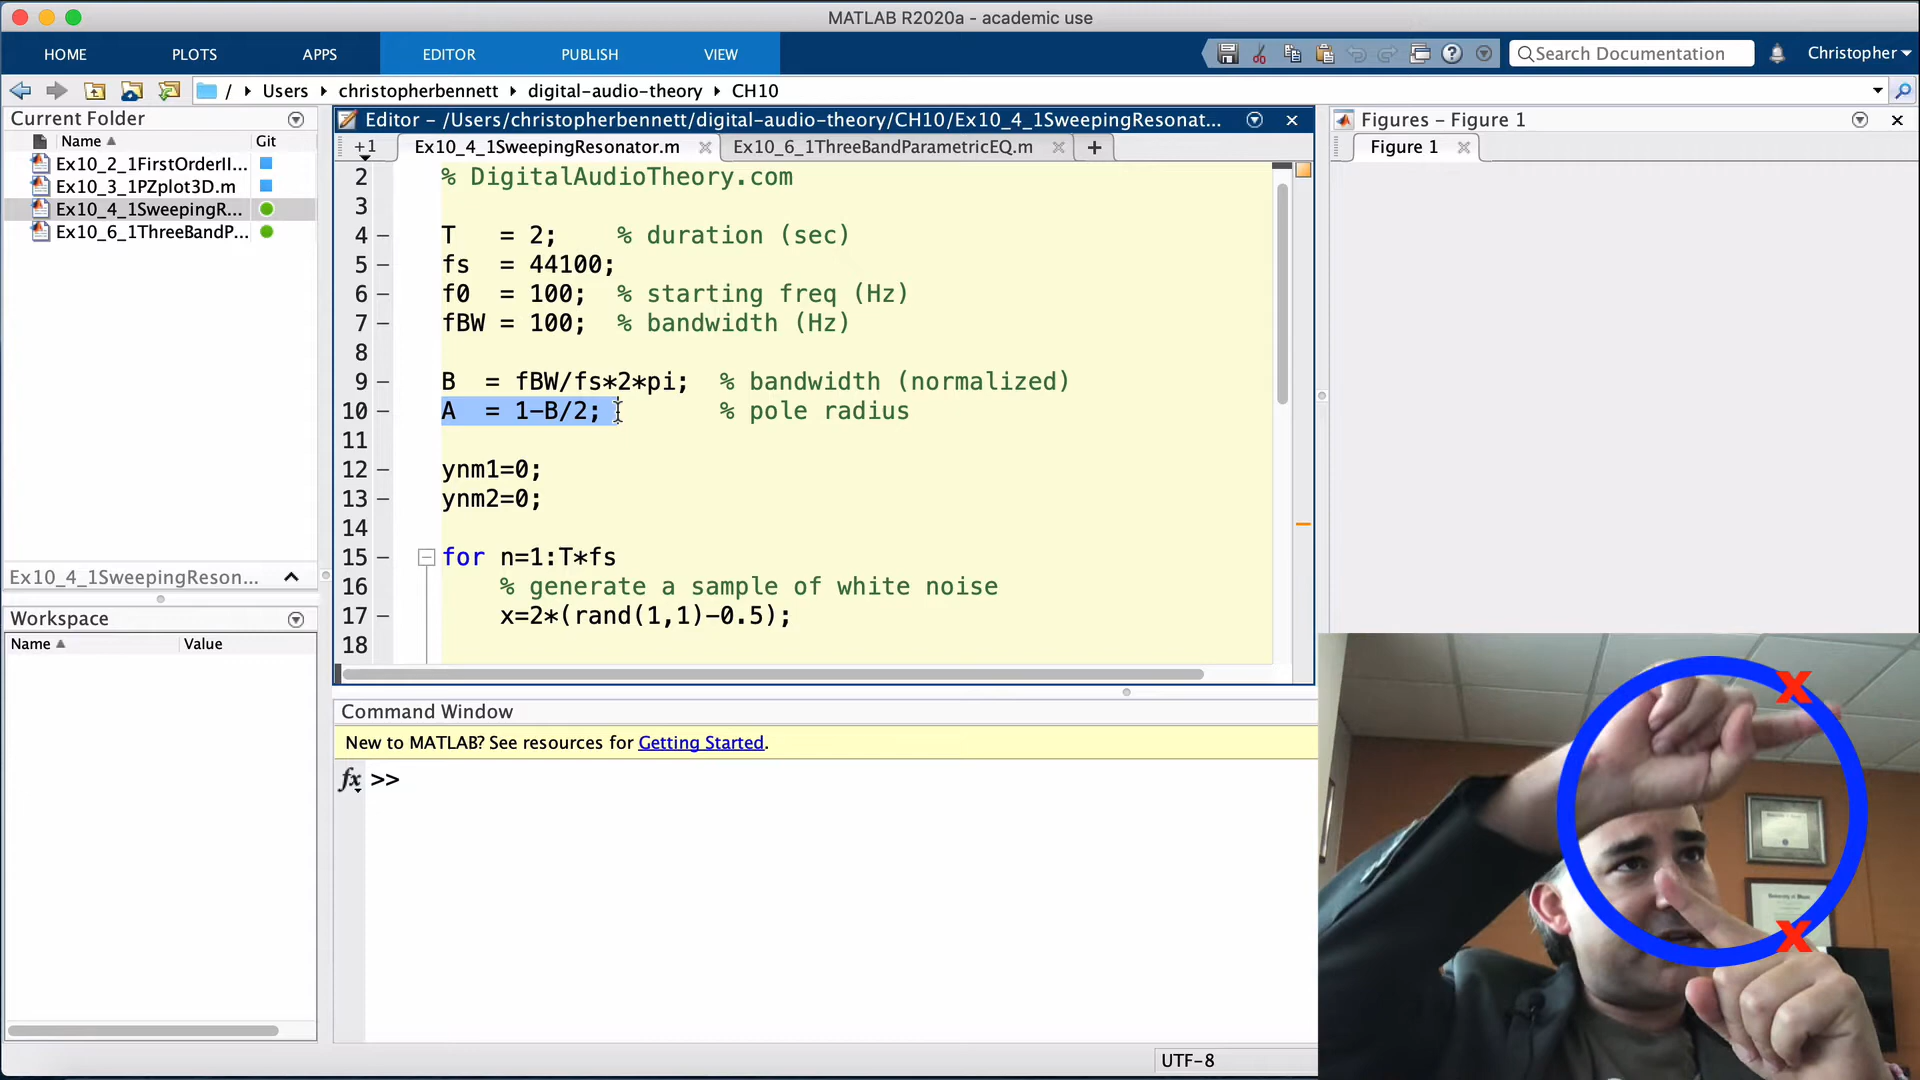 MATLAB R2020a - academic use
HOME PLOTS APPS EDITOR PUBLISH VIEW Search Documentation Christopher
/ Users christopherbennett digital-audio-theory CH10
Current Folder
Name Git
Ex10_2_1FirstOrderII...
Ex10_3_1PZplot3D.m
Ex10_4_1SweepingR...
Ex10_6_1ThreeBandP...
Ex10_4_1SweepingReson...
Workspace
Name Value
Editor - /Users/christopherbennett/digital-audio-theory/CH10/Ex10_4_1SweepingResonat...
+1 Ex10_4_1SweepingResonator.m Ex10_6_1ThreeBandParametricEQ.m +
2 % DigitalAudioTheory.com
3
4 - T = 2; % duration (sec)
5 - fs = 44100;
6 - f0 = 100; % starting freq (Hz)
7 - fBW = 100; % bandwidth (Hz)
8
9 - B = fBW/fs*2*pi; % bandwidth (normalized)
10 - A = 1-B/2; % pole radius
11
12 - ynm1=0;
13 - ynm2=0;
14
15 - for n=1:T*fs
16 % generate a sample of white noise
17 - x=2*(rand(1,1)-0.5);
18
Command Window
New to MATLAB? See resources for Getting Started.
fx >>
UTF-8
Figures - Figure 1
Figure 1
X
X